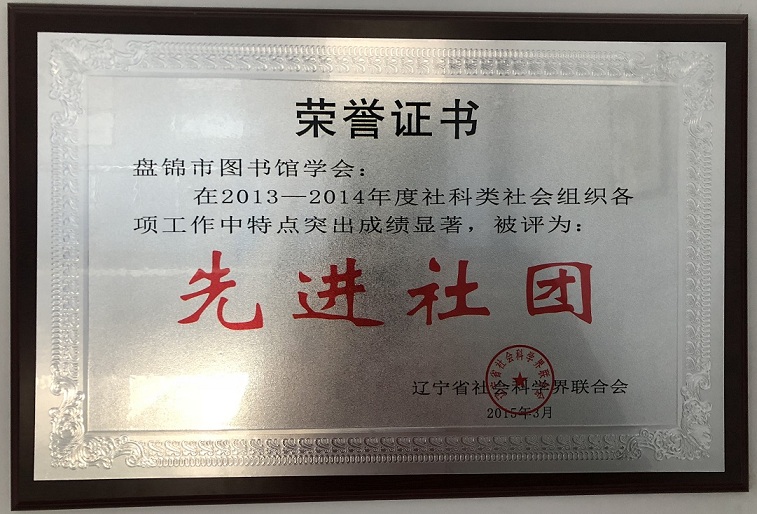 荣誉证书
盘锦市图书馆学会：
在2013—2014年度社科类社会组织各
项工作中特点突出成绩显著，被评为：
先进社团
辽宁省社会科学界联合会
2015年3月